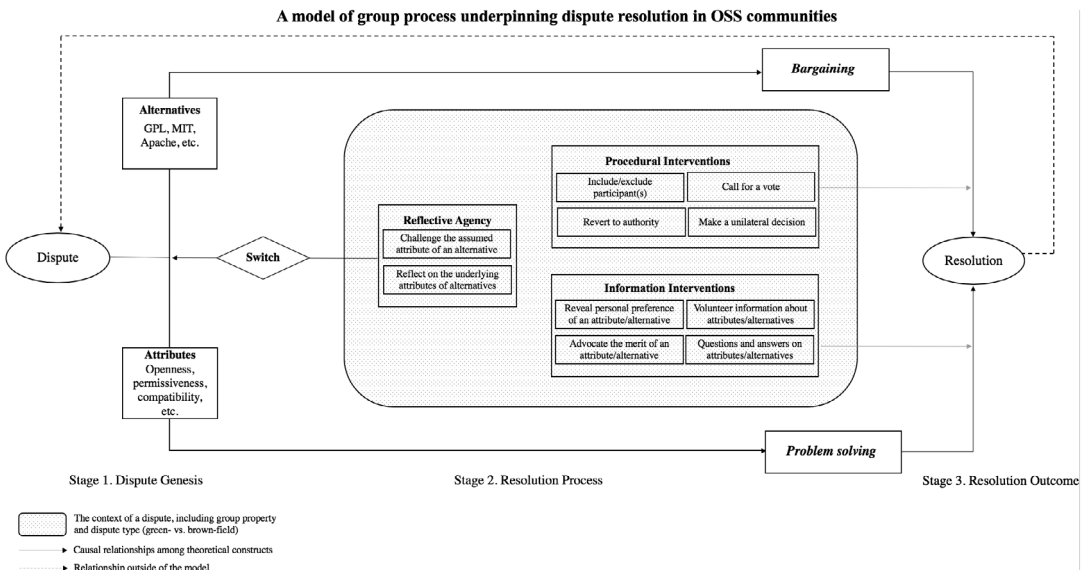 A model of group process underpinning dispute resolution in OSS communities
Bargaining
Alternatives
GPL, MIT,
Apache, etc.
Procedural Interventions
Include/exclude
participant(s)
Call for a vote
Revert to authority
Make a unilateral decision
Reflective Agency
Challenge the assumed
attribute of an alternative
Reflect on the underlying
attributes of alternatives
Dispute
Switch
Resolution
Information Interventions
Reveal personal preference
of an attribute/alternative
Volunteer information about
attributes/alternatives
Advocate the merit of an
attribute/alternative
Questions and answers on
attributes/alternatives
Attributes
Openness,
permissiveness,
compatibility,
etc.
Problem solving
Stage 1. Dispute Genesis
Stage 2. Resolution Process
Stage 3. Resolution Outcome
The context of a dispute, including group property
and dispute type (green- vs. brown-field)
Causal relationships among theoretical constructs
Relationship outside of the model